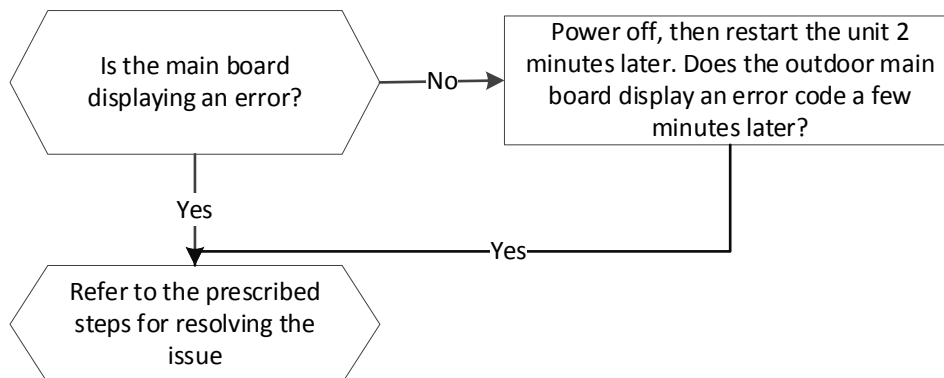 Is the main board
displaying an error?
No
Power off, then restart the unit 2
minutes later. Does the outdoor main
board display an error code a few
minutes later?
Yes
Yes
Refer to the prescribed
steps for resolving the
issue